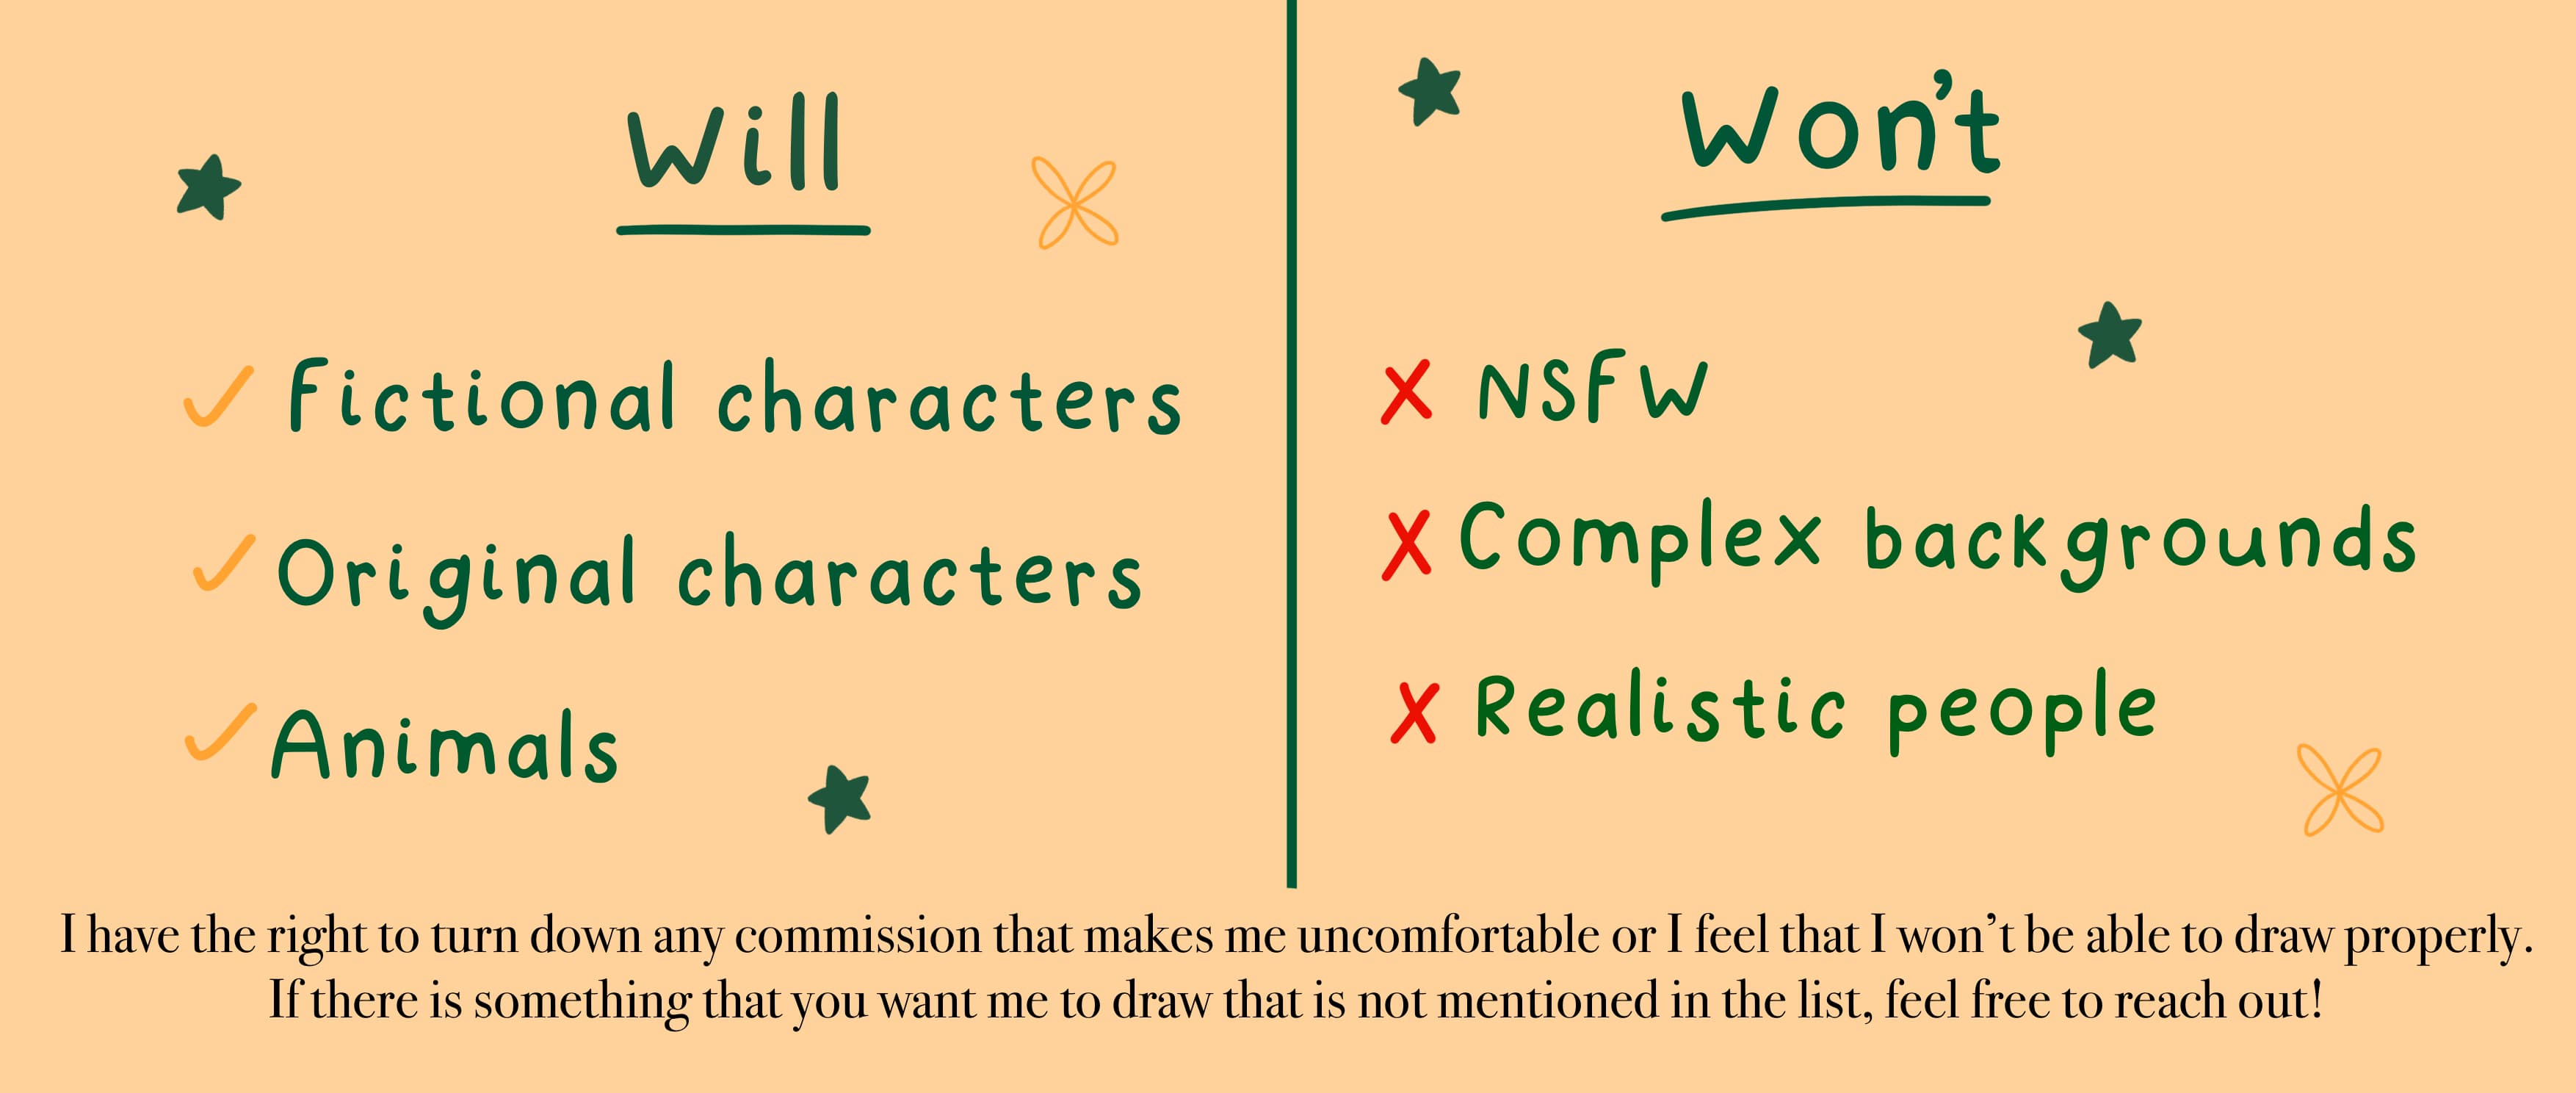 Will
Fictional characters
Original characters
Animals
Won't
NSFW
Complex backgrounds
Realistic people
I have the right to turn down any commission that makes me uncomfortable or I feel that I won’t be able to draw properly.
If there is something that you want me to draw that is not mentioned in the list, feel free to reach out!